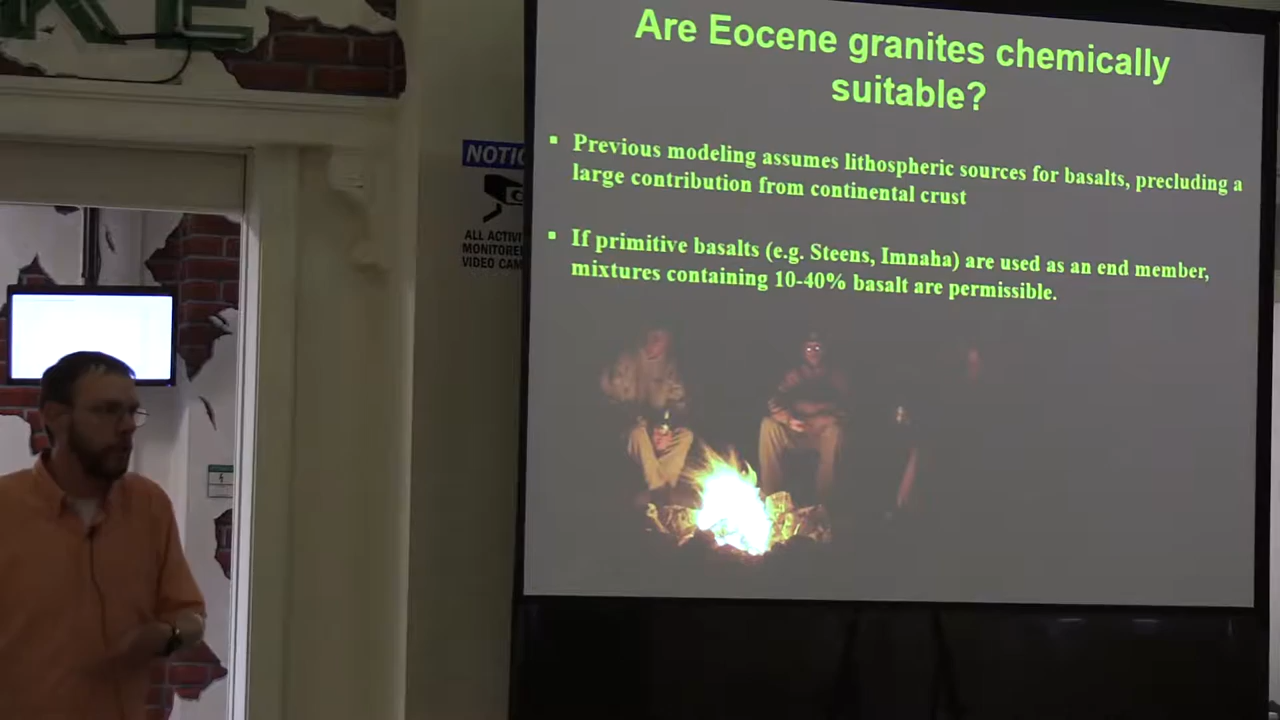 KE
NOTIC
ALL ACTIVI
MONITORE
VIDEO CAM
Are Eocene granites chemically
suitable?
▪ Previous modeling assumes lithospheric sources for basalts, precluding a
large contribution from continental crust
▪ If primitive basalts (e.g. Steens, Imnaha) are used as an end member,
mixtures containing 10-40% basalt are permissible.